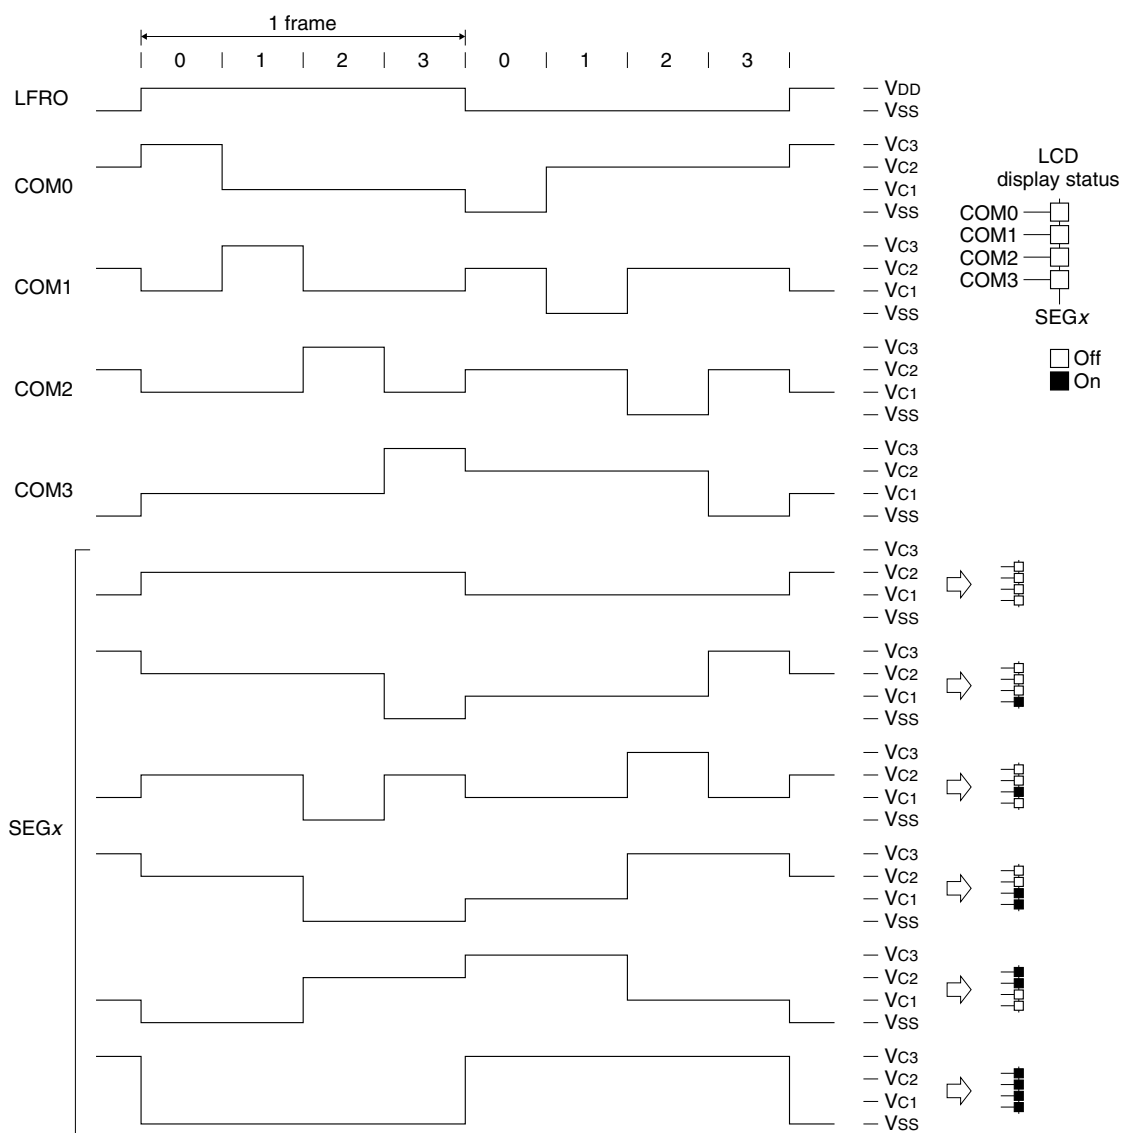 1 frame
0 1 2 3 0 1 2 3
LFRO
VDD
VSS
COM0
VC3
VC2
VC1
VSS
COM1
VC3
VC2
VC1
VSS
COM2
VC3
VC2
VC1
VSS
COM3
VC3
VC2
VC1
VSS
LCD
display status
COM0
COM1
COM2
COM3
SEGx
Off
On
SEGx
VC3
VC2
VC1
VSS
VC3
VC2
VC1
VSS
VC3
VC2
VC1
VSS
VC3
VC2
VC1
VSS
VC3
VC2
VC1
VSS
VC3
VC2
VC1
VSS